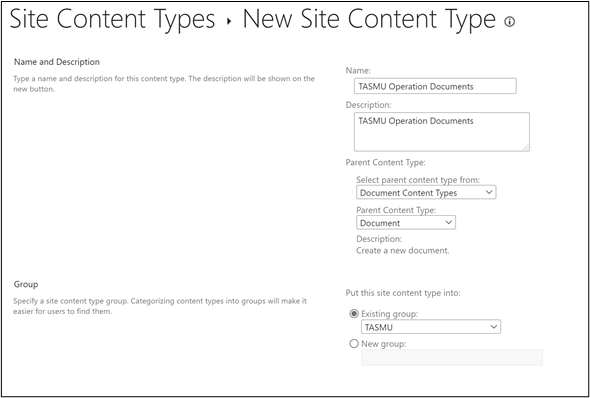 Site Content Types › New Site Content Type
Name and Description
Type a name and description for this content type. The description will be shown on the
new button.
Name:
TASMU Operation Documents
Description:
TASMU Operation Documents
Parent Content Type:
Select parent content type from:
Document Content Types
Parent Content Type:
Document
Description:
Create a new document.
Group
Specify a site content type group. Categorizing content types into groups will make it
easier for users to find them.
Put this site content type into:
Existing group:
TASMU
New group: